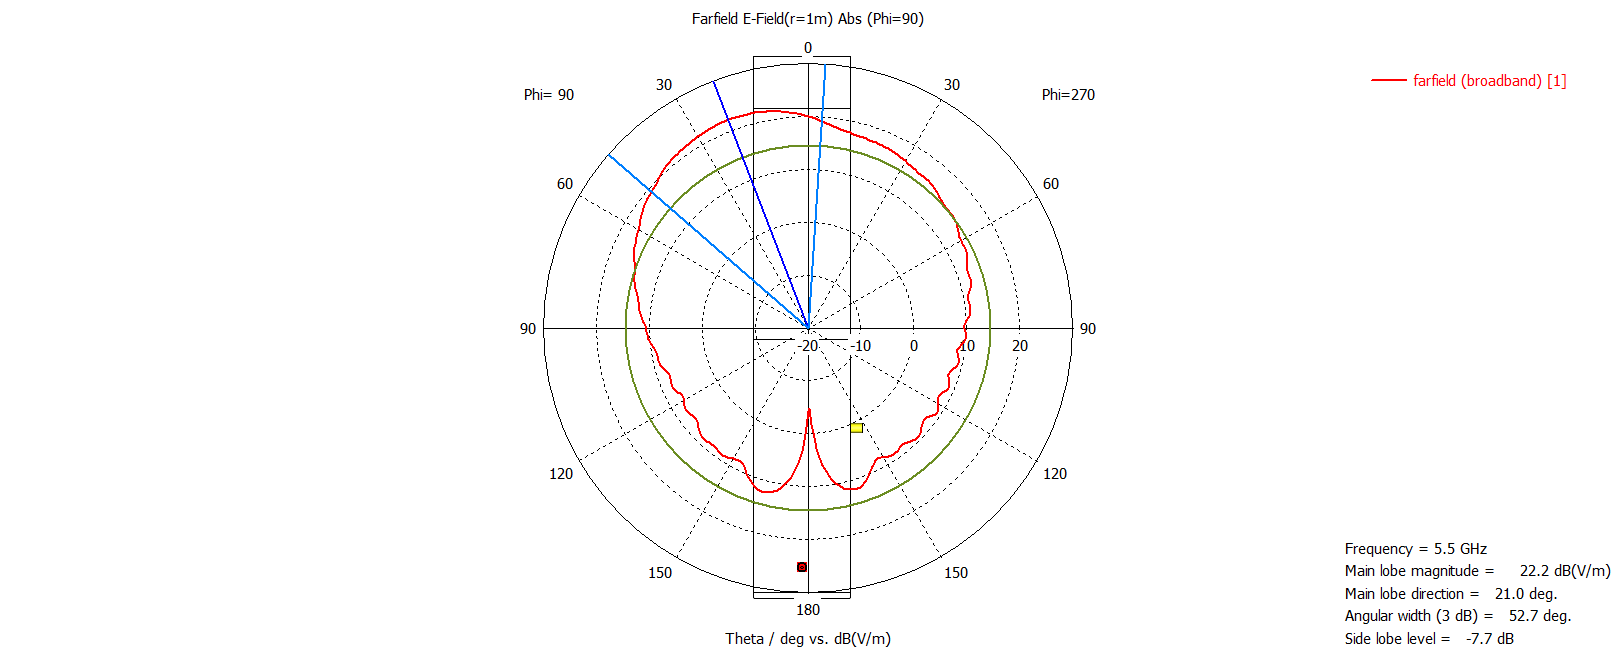 Farfield E-Field(r=1m) Abs (Phi=90)
0
30
30
farfield (broadband) [1]
Phi= 90
Phi=270
60
60
90
90
-20
-10
0
10
20
120
120
150
150
180
Theta / deg vs. dB(V/m)
Frequency = 5.5 GHz
Main lobe magnitude = 22.2 dB(V/m)
Main lobe direction = 21.0 deg.
Angular width (3 dB) = 52.7 deg.
Side lobe level = -7.7 dB